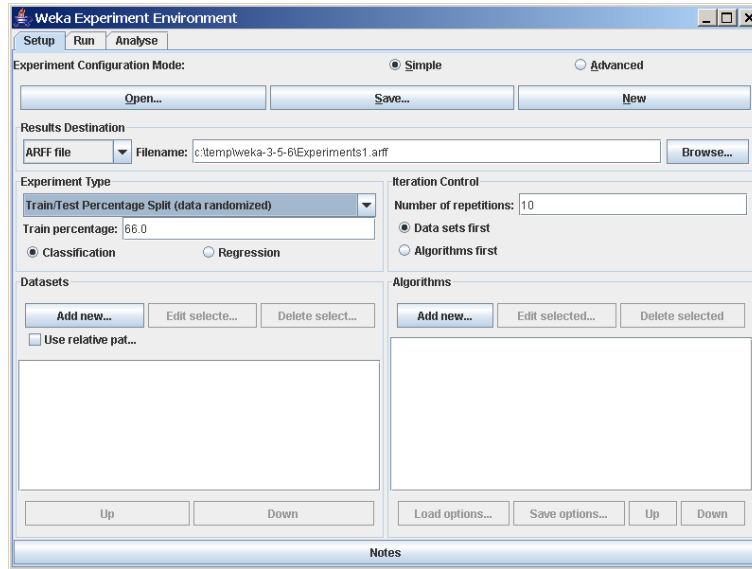 Weka Experiment Environment
Setup Run Analyse
Experiment Configuration Mode: Simple Advanced
Open... Save... New
Results Destination
ARFF file Filename: c:\temp\weka-3-5-6\Experiments1.arff Browse...
Experiment Type Iteration Control
Train/Test Percentage Split (data randomized) Number of repetitions: 10
Train percentage: 66.0 Data sets first
Classification Regression Algorithms first
Datasets Algorithms
Add new... Edit selecte... Delete select... Add new... Edit selected... Delete selected
Use relative pat...
Up Down Load options... Save options... Up Down
Notes